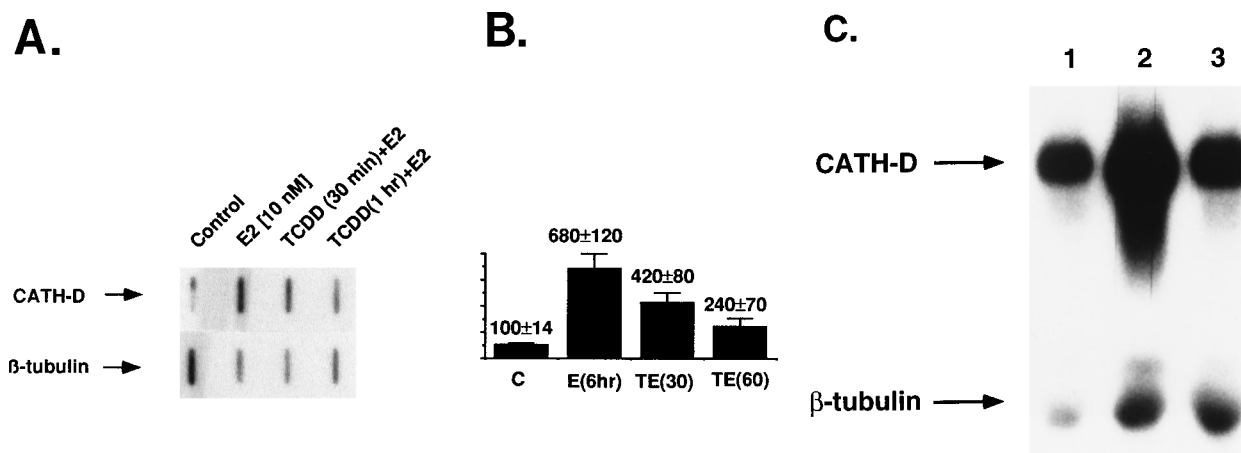 A.
Control
E2 [10 nM]
TCDD (30 min)+E2
TCDD(1 hr)+E2
CATH-D
ß-tubulin
B.
680±120
420±80
240±70
100±14
C
E(6hr)
TE(30)
TE(60)
C.
1 2 3
CATH-D
β-tubulin